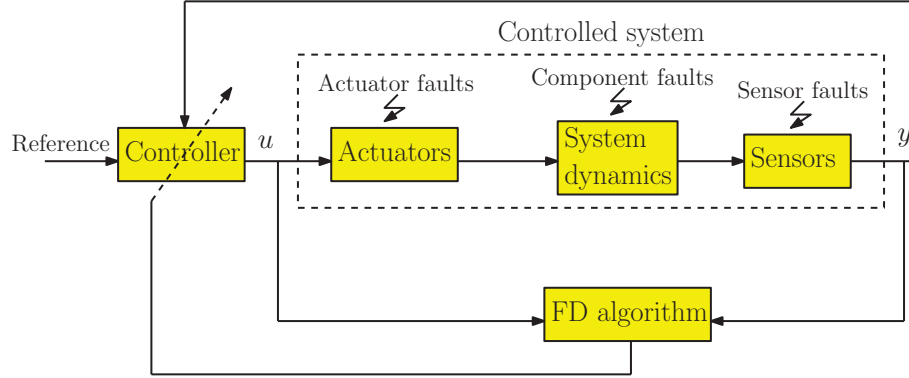 Controlled system
Actuator faults
Component faults
Sensor faults
Reference
Controller
u
Actuators
System
dynamics
Sensors
y
FD algorithm